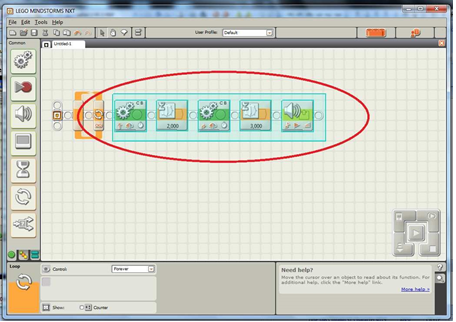 LEGO MINDSTORMS NXT
File Edit Tools Help
User Profile: Default
Common
Untitled-1
C B
C B
2,000
3,000
Loop
Control: Forever
Show: Counter
Need help?
Move the cursor over an object to read about its function. For
additional help, click the "More help" link.
More help »